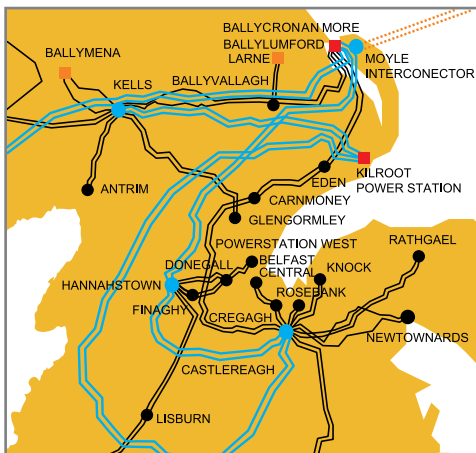 BALLYCRONAN MORE
BALLYLUMFORD
BALLYMENA
LARNE
MOYLE
INTERCONECTOR
KELLS
BALLYVALLAGH
EDEN
KILROOT
POWER STATION
ANTRIM
CARNMONEY
GLENGORMLEY
POWERSTATION WEST
RATHGAEL
DONEGALL
BELFAST
CENTRAL
KNOCK
HANNAHSTOWN
ROSEBANK
FINAGHY
CREGAGH
NEWTOWNARDS
CASTLEREAGH
LISBURN